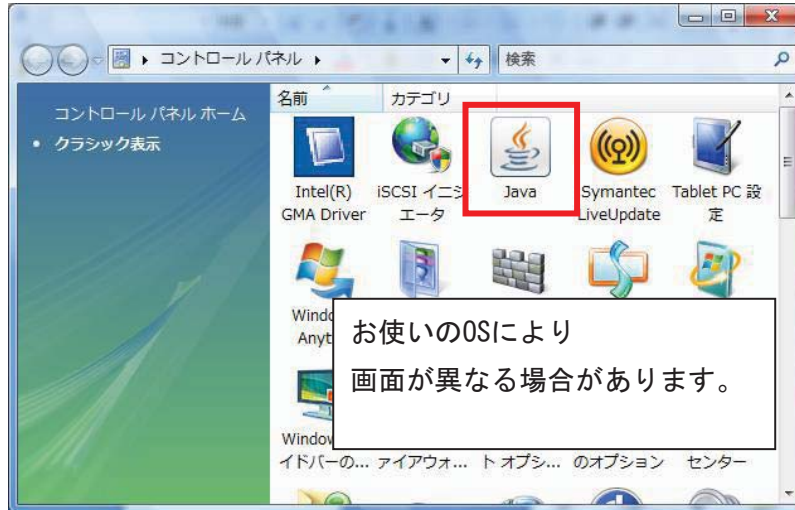 コントロール パネル
検索
コントロール パネル ホーム
• クラシック表示
名前 カテゴリ
Intel(R) GMA Driver
iSCSI イニシエータ
Java
Symantec LiveUpdate
Tablet PC 設定
お使いのOSにより
画面が異なる場合があります。
イドバーの... ァイアウォ... ト オプシ... のオプション センター